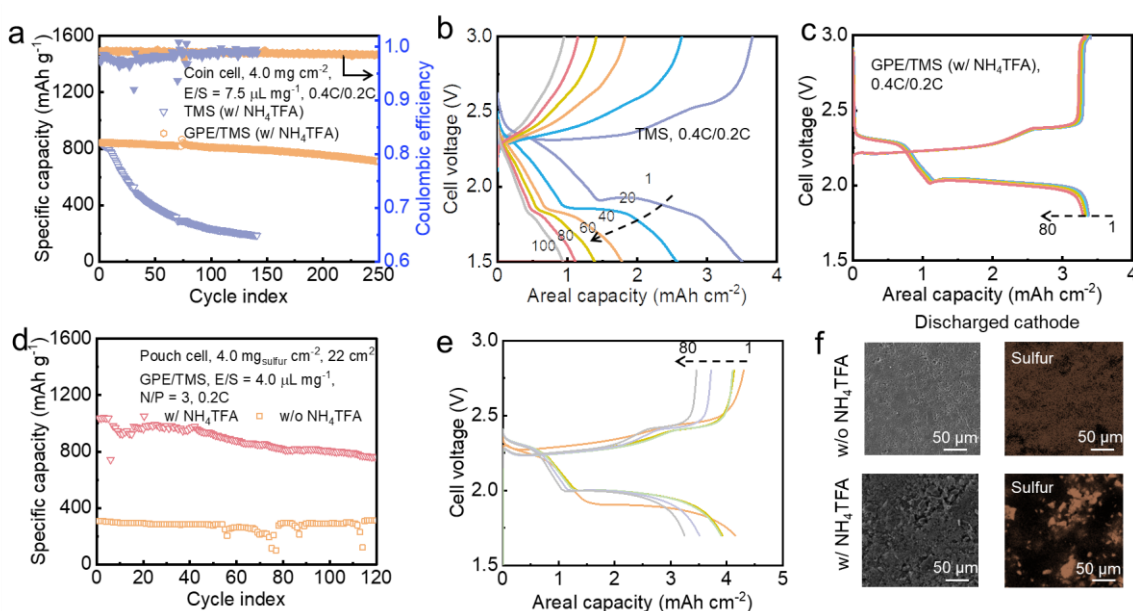 a
Specific capacity (mAh g⁻¹)
1600
1200
800
400
0
Coin cell, 4.0 mg cm⁻²,
E/S = 7.5 μL mg⁻¹, 0.4C/0.2C
TMS (w/ NH₄TFA)
GPE/TMS (w/ NH₄TFA)
1.0
0.9
0.8
0.7
0.6
Coulombic efficiency
0 50 100 150 200 250
Cycle index
b
Cell voltage (V)
3.0
2.5
2.0
1.5
TMS, 0.4C/0.2C
1
20
40
60
80
100
0 1 2 3 4
Areal capacity (mAh cm⁻²)
c
Cell voltage (V)
3.0
2.5
2.0
1.5
GPE/TMS (w/ NH₄TFA),
0.4C/0.2C
80 1
0 1 2 3 4
Areal capacity (mAh cm⁻²)
d
Specific capacity (mAh g⁻¹)
1600
1200
800
400
0
Pouch cell, 4.0 mg_sulfur cm⁻², 22 cm²
GPE/TMS, E/S = 4.0 μL mg⁻¹,
N/P = 3, 0.2C
w/ NH₄TFA w/o NH₄TFA
0 20 40 60 80 100 120
Cycle index
e
Cell voltage (V)
3.0
2.5
2.0
1.5
80 1
0 1 2 3 4 5
Areal capacity (mAh cm⁻²)
Discharged cathode
f
w/o NH₄TFA
50 μm
Sulfur
50 μm
w/ NH₄TFA
50 μm
Sulfur
50 μm